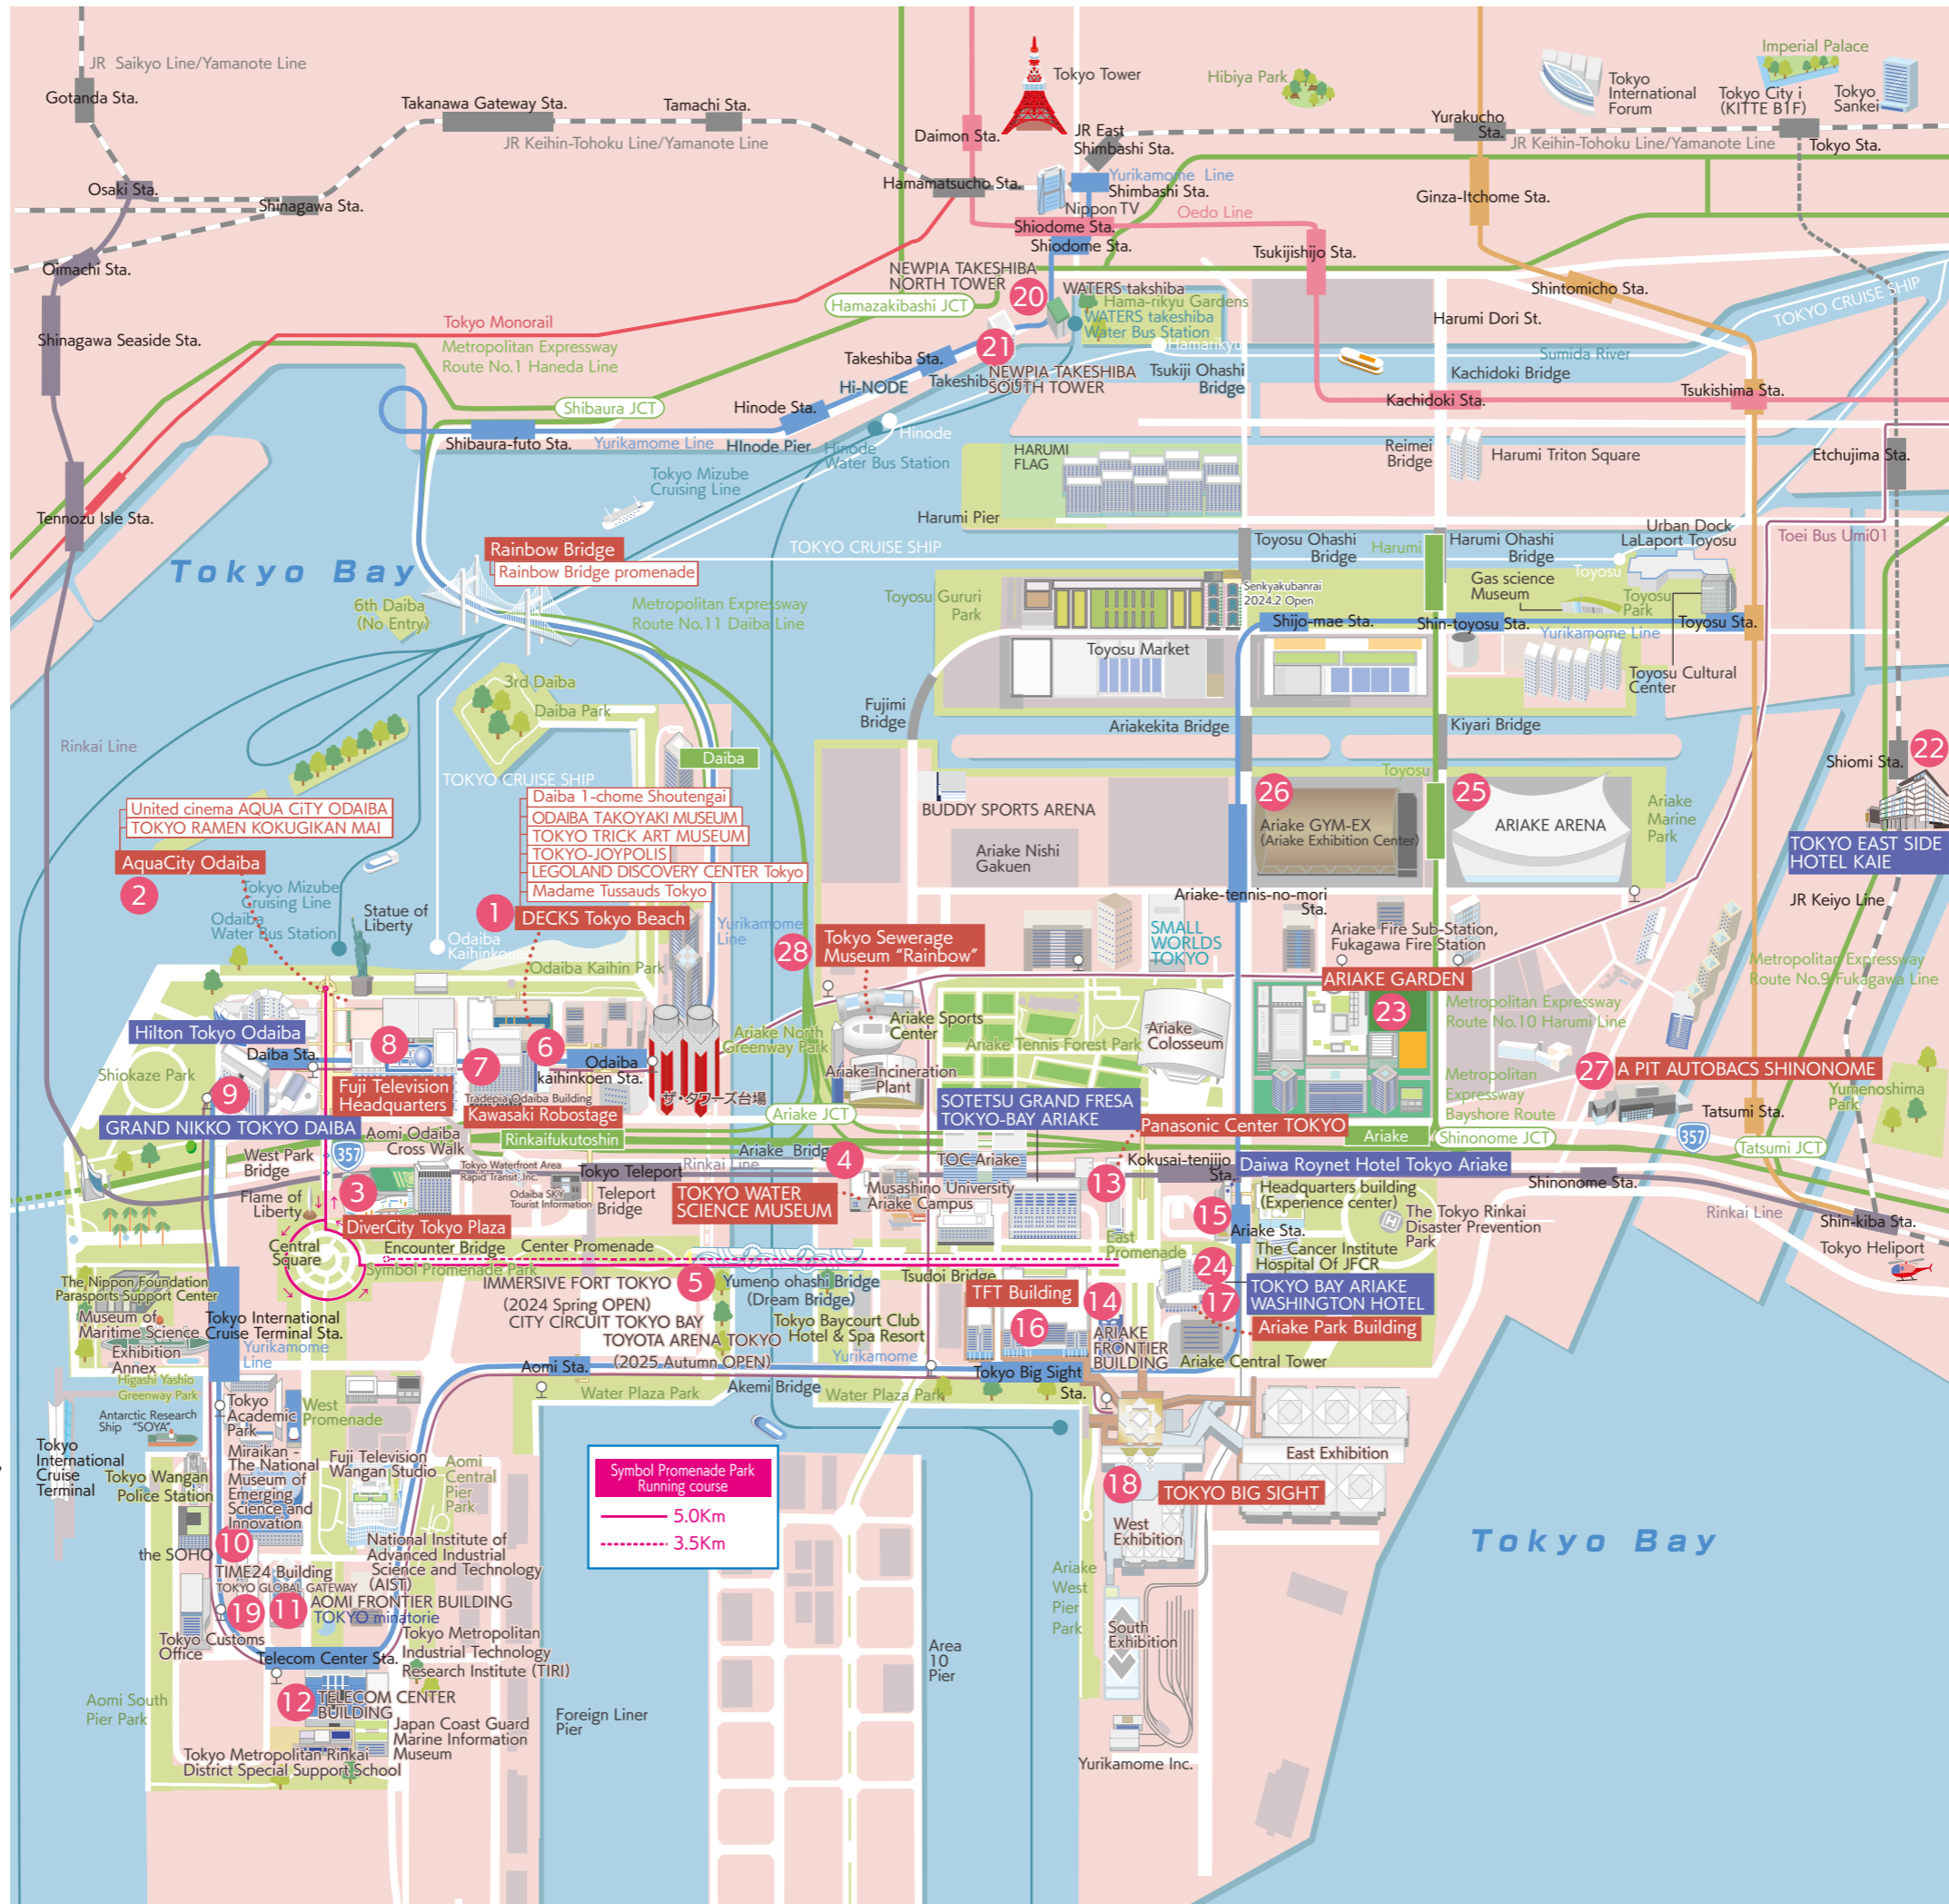 JR Saikyo Line/Yamanote Line
Gotanda Sta.
Takanawa Gateway Sta.
Tamachi Sta.
JR Keihin-Tohoku Line/Yamanote Line
Tokyo Tower
Hibiya Park
Tokyo
International
Forum
Imperial Palace
Tokyo City i
(KITTE B1F)
Tokyo
Sankei
Daimon Sta.
JR East
Shimbashi Sta.
Yurakucho
Sta.
JR Keihin-Tohoku Line/Yamanote Line
Tokyo Sta.
Osaki Sta.
Shinagawa Sta.
Hamamatsucho Sta.
Yurikamome Line
Shimbashi Sta.
Nippon TV
Oedo Line
Ginza-Itchome Sta.
Shiodome Sta.
Shiodome Sta.
Oimachi Sta.
Tsukijishijo Sta.
NEWPIA TAKESHIBA
NORTH TOWER
20
WATERS takshiba
Hama-rikyu Gardens
WATERS takeshiba
Water Bus Station
Hamazakibashi JCT
Shintomicho Sta.
TOKYO CRUISE SHIP
Tokyo Monorail
Metropolitan Expressway
Route No.1 Haneda Line
Harumi Dori St.
Shinagawa Seaside Sta.
21
Hamarikyu
Sumida River
Takeshiba Sta.
Hi-NODE
NEWPIA TAKESHIBA
SOUTH TOWER
Tsukiji Ohashi
Bridge
Kachidoki Bridge
Tsukishima Sta.
Kachidoki Sta.
Shibaura JCT
Hinode Sta.
Shibaura-futo Sta.
Yurikamome Line
HInode Pier
Hinode
Hinode
Water Bus Station
Tokyo Mizube
Cruising Line
HARUMI
FLAG
Reimei
Bridge
Harumi Triton Square
Etchujima Sta.
Tennozu Isle Sta.
Harumi Pier
Urban Dock
LaLaport Toyosu
Toei Bus Umi01
Tokyo Bay
Rainbow Bridge
Rainbow Bridge promenade
TOKYO CRUISE SHIP
Toyosu Ohashi
Bridge
Harumi
Harumi Ohashi
Bridge
Toyosu
Gas science
Museum
Toyosu
Park
6th Daiba
(No Entry)
Metropolitan Expressway
Route No.11 Daiba Line
Toyosu Gururi
Park
Senkyakubanrai
2024.2 Open
Shijo-mae Sta.
Shin-toyosu Sta.
Yurikamome Line
Toyosu Sta.
Toyosu Market
Toyosu Cultural
Center
3rd Daiba
Daiba Park
Fujimi
Bridge
Ariakekita Bridge
Kiyari Bridge
Rinkai Line
Daiba
Shiomi Sta.
22
TOKYO CRUISE SHIP
Toyosu
United cinema AQUA CiTY ODAIBA
TOKYO RAMEN KOKUGIKAN MAI
AquaCity Odaiba
2
Daiba 1-chome Shoutengai
ODAIBA TAKOYAKI MUSEUM
TOKYO TRICK ART MUSEUM
TOKYO-JOYPOLIS
LEGOLAND DISCOVERY CENTER Tokyo
Madame Tussauds Tokyo
1
DECKS Tokyo Beach
BUDDY SPORTS ARENA
Ariake Nishi
Gakuen
26
Ariake GYM-EX
(Ariake Exhibition Center)
25
ARIAKE ARENA
Ariake
Marine
Park
TOKYO EAST SIDE
HOTEL KAIE
JR Keiyo Line
Tokyo Mizube
Cruising Line
Odaiba
Water Bus Station
Statue of
Liberty
Odaiba
Odaiba Kaihin Park
Yurikamome
Line
28
Tokyo Sewerage
Museum “Rainbow”
Ariake-tennis-no-mori
Sta.
SMALL
WORLDS
TOKYO
Ariake Fire Sub-Station,
Fukagawa Fire Station
ARIAKE GARDEN
23
Metropolitan Expressway
Route No.9 Fukagawa Line
Metropolitan Expressway
Route No.10 Harumi Line
Hilton Tokyo Odaiba
Daiba Sta.
8
7
6
Odaiba
kaihinkoen Sta.
Ariake North
Greenway Park
Ariake Sports
Center
Ariake Tennis Forest Park
Ariake
Colosseum
Shiokaze Park
9
Fuji Television
Headquarters
Tradepia Odaiba Building
Kawasaki Robostage
ザ・タワーズ台場
Ariake Incineration
Plant
27
A PIT AUTOBACS SHINONOME
Metropolitan
Expressway
Bayshore Route
Yumenoshima
Park
Tatsumi Sta.
GRAND NIKKO TOKYO DAIBA
SOTETSU GRAND FRESA
TOKYO-BAY ARIAKE
Panasonic Center TOKYO
Ariake JCT
Ariake
Shinonome JCT
357
Tatsumi JCT
West Park
Bridge
357
Aomi Odaiba
Cross Walk
Rinkaifukutoshin
Ariake Bridge
4
TOC Ariake
Kokusai-tenjijo
Sta.
Daiwa Roynet Hotel Tokyo Ariake
Tokyo Waterfront Area
Rapid Transit .Inc.
Tokyo Teleport
Rinkai Line
Flame of
Liberty
3
DiverCity Tokyo Plaza
Odaiba SKY
Tourist Information
Teleport
Bridge
TOKYO WATER
SCIENCE MUSEUM
Musashino University
Ariake Campus
13
15
Ariake Sta.
Headquarters building
(Experience center)
The Tokyo Rinkai
Disaster Prevention
Park
Shinonome Sta.
Rinkai Line
Shin-kiba Sta.
Tokyo Heliport
Central
Square
Encounter Bridge
Center Promenade
Symbol Promenade Park
East
Promenade
The Cancer Institute
Hospital Of JFCR
The Nippon Foundation
Parasports Support Center
IMMERSIVE FORT TOKYO
(2024 Spring OPEN)
5
Yumeno ohashi Bridge
(Dream Bridge)
Tsudoi Bridge
24
TFT Building
14
TOKYO BAY ARIAKE
WASHINGTON HOTEL
17
Ariake Park Building
Museum of
Maritime Science
Exhibition
Annex
Tokyo International
Cruise Terminal Sta.
CITY CIRCUIT TOKYO BAY
TOYOTA ARENA TOKYO
(2025 Autumn OPEN)
Tokyo Baycourt Club
Hotel & Spa Resort
16
ARIAKE
FRONTIER
BUILDING
Ariake Central Tower
Yurikamome
Line
Yurikamome
Aomi Sta.
Tokyo Big Sight
Sta.
Higashi Yashio
Greenway Park
Water Plaza Park
Akemi Bridge
Water Plaza Park
Antarctic Research
Ship “SOYA”
Tokyo
Academic
Park
West
Promenade
Tokyo
International
Cruise
Terminal
Tokyo Wangan
Police Station
Miraikan -
The National
Museum of
Emerging
Science and
Innovation
Fuji Television
Wangan Studio
Aomi
Central
Pier
Park
Symbol Promenade Park
Running course
5.0Km
3.5Km
East Exhibition
18
TOKYO BIG SIGHT
West
Exhibition
Tokyo Bay
the SOHO
10
National Institute of
Advanced Industrial
Science and Technology
(AIST)
TIME24 Building
TOKYO GLOBAL GATEWAY
19
11
AOMI FRONTIER BUILDING
TOKYO minatorie
Ariake
West
Pier
Park
Tokyo Customs
Office
Tokyo Metropolitan
Industrial Technology
Research Institute (TIRI)
Telecom Center Sta.
South
Exhibition
Area
10
Pier
12
TELECOM CENTER
BUILDING
Aomi South
Pier Park
Japan Coast Guard
Marine Information
Museum
Foreign Liner
Pier
Tokyo Metropolitan Rinkai
District Special Support School
Yurikamome Inc.